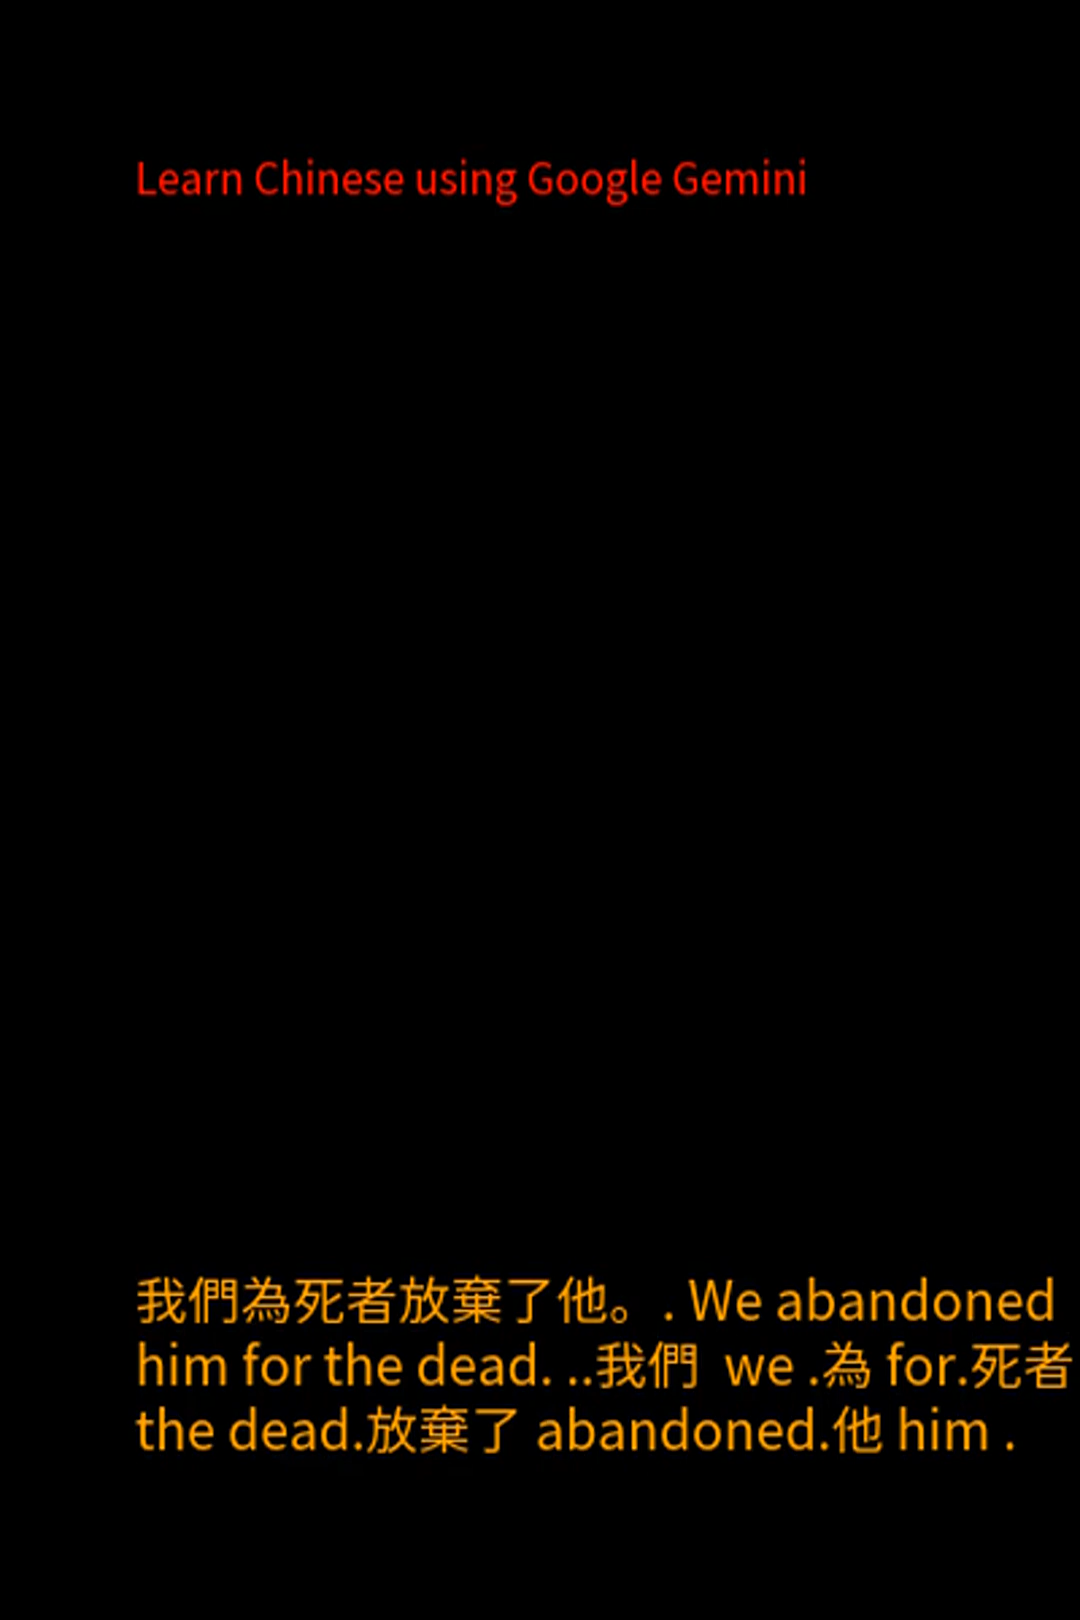 Learn Chinese using Google Gemini
我們為死者放棄了他。. We abandoned
him for the dead. ..我們 we .為 for.死者
the dead.放棄了 abandoned.他 him .